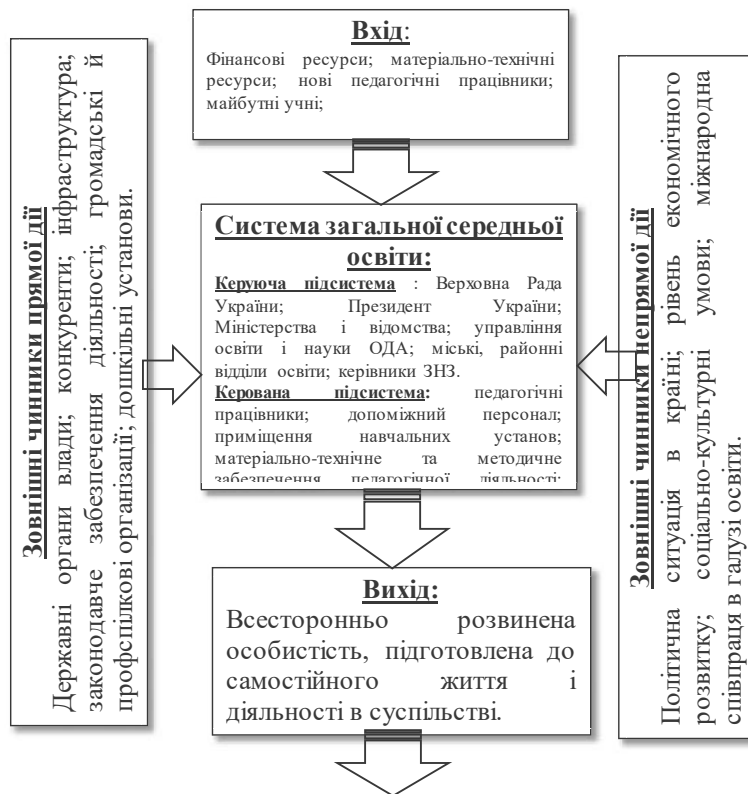 Вхід:
Фінансові ресурси; матеріально-технічні
ресурси; нові педагогічні працівники;
майбутні учні;
Зовнішні чинники прямої дії
Державні органи влади; конкуренти; інфраструктура;
законодавче забезпечення діяльності; громадські й
профспілкові організації; дошкільні установи.
Система загальної середньої
освіти:
Керуюча підсистема : Верховна Рада
України; Президент України;
Міністерства і відомства; управління
освіти і науки ОДА; міські, районні
відділи освіти; керівники ЗНЗ.
Керована підсистема: педагогічні
працівники; допоміжний персонал;
приміщення навчальних установ;
матеріально-технічне та методичне
забезпечення педагогічної діяльності;
Зовнішні чинники непрямої дії
Політична ситуація в країні; рівень економічного
розвитку; соціально-культурні умови; міжнародна
співпраця в галузі освіти.
Вихід:
Всесторонньо розвинена
особистість, підготовлена до
самостійного життя і
діяльності в суспільстві.